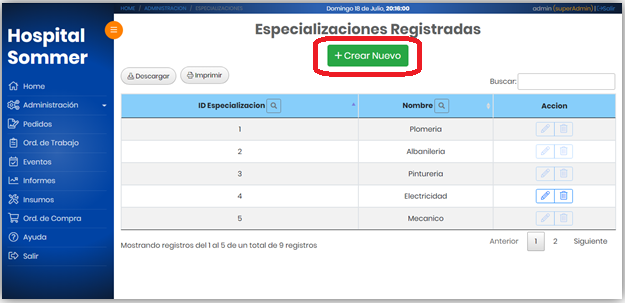 HOME / ADMINISTRACION / ESPECIALIZACIONES
Domingo 18 de Julio, 20:16:00
admin (superAdmin) | Salir
Hospital
Sommer
Home
Administración
Pedidos
Ord. de Trabajo
Eventos
Informes
Insumos
Ord. de Compra
Ayuda
Salir
Especializaciones Registradas
+ Crear Nuevo
Descargar Imprimir
Buscar:
ID Especializacion Nombre Accion
1 Plomeria
2 Albanileria
3 Pintureria
4 Electricidad
5 Mecanico
Mostrando registros del 1 al 5 de un total de 9 registros
Anterior 1 2 Siguiente